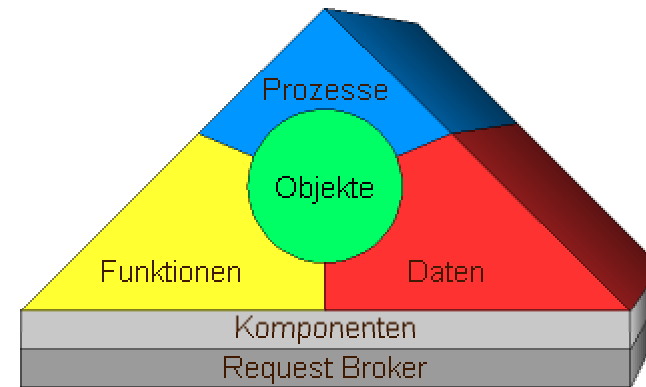 Prozesse
Objekte
Funktionen
Daten
Komponenten
Request Broker